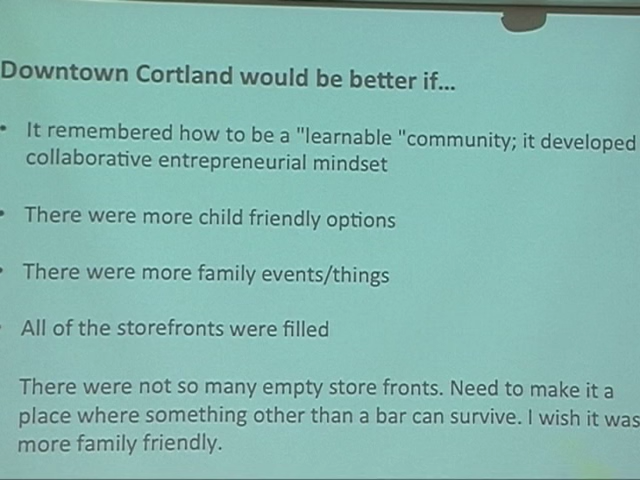 Downtown Cortland would be better if...
• It remembered how to be a "learnable "community; it developed
collaborative entrepreneurial mindset
• There were more child friendly options
• There were more family events/things
• All of the storefronts were filled
There were not so many empty store fronts. Need to make it a
place where something other than a bar can survive. I wish it was
more family friendly.